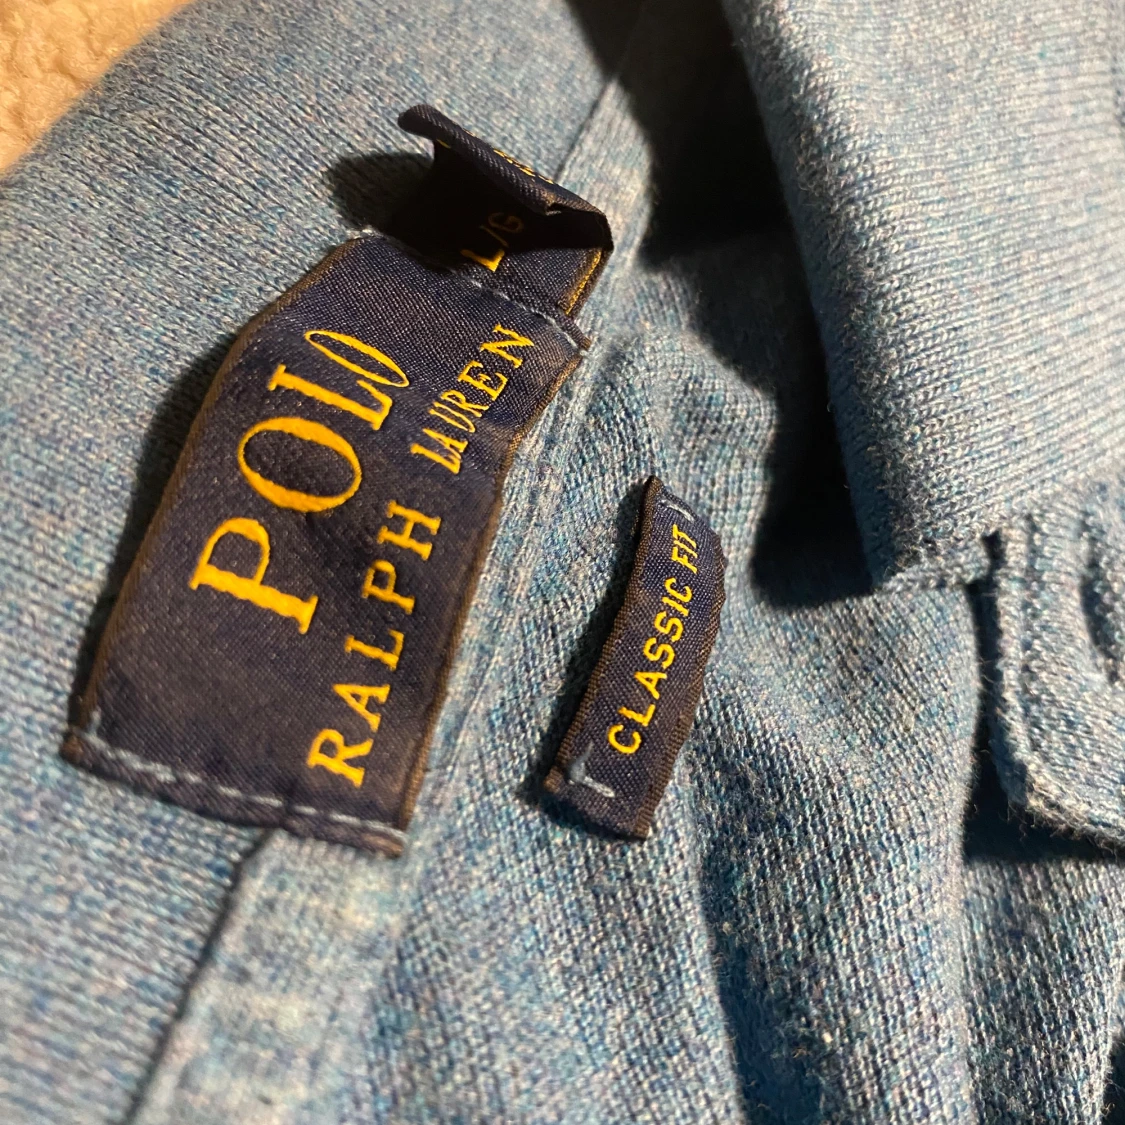 POLO
RALPH LAUREN
L/G
CLASSIC FIT